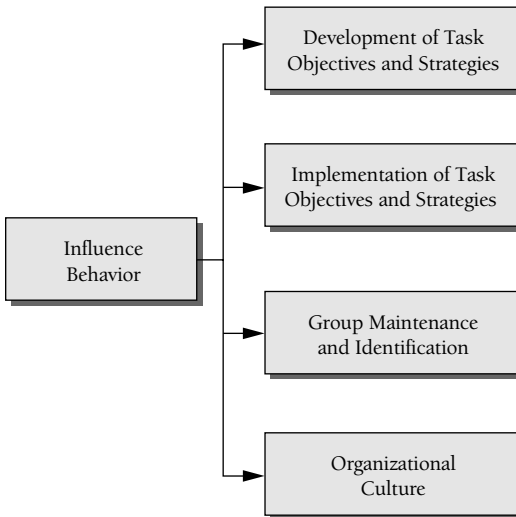 Development of Task
Objectives and Strategies
Implementation of Task
Objectives and Strategies
Influence
Behavior
Group Maintenance
and Identification
Organizational
Culture